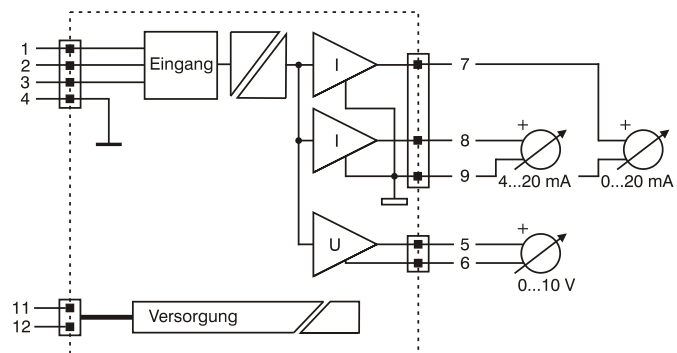 1
2
3
4
Eingang
I
7
I
8
9
+
4...20 mA
+
0...20 mA
U
5
6
+
0...10 V
11
12
Versorgung